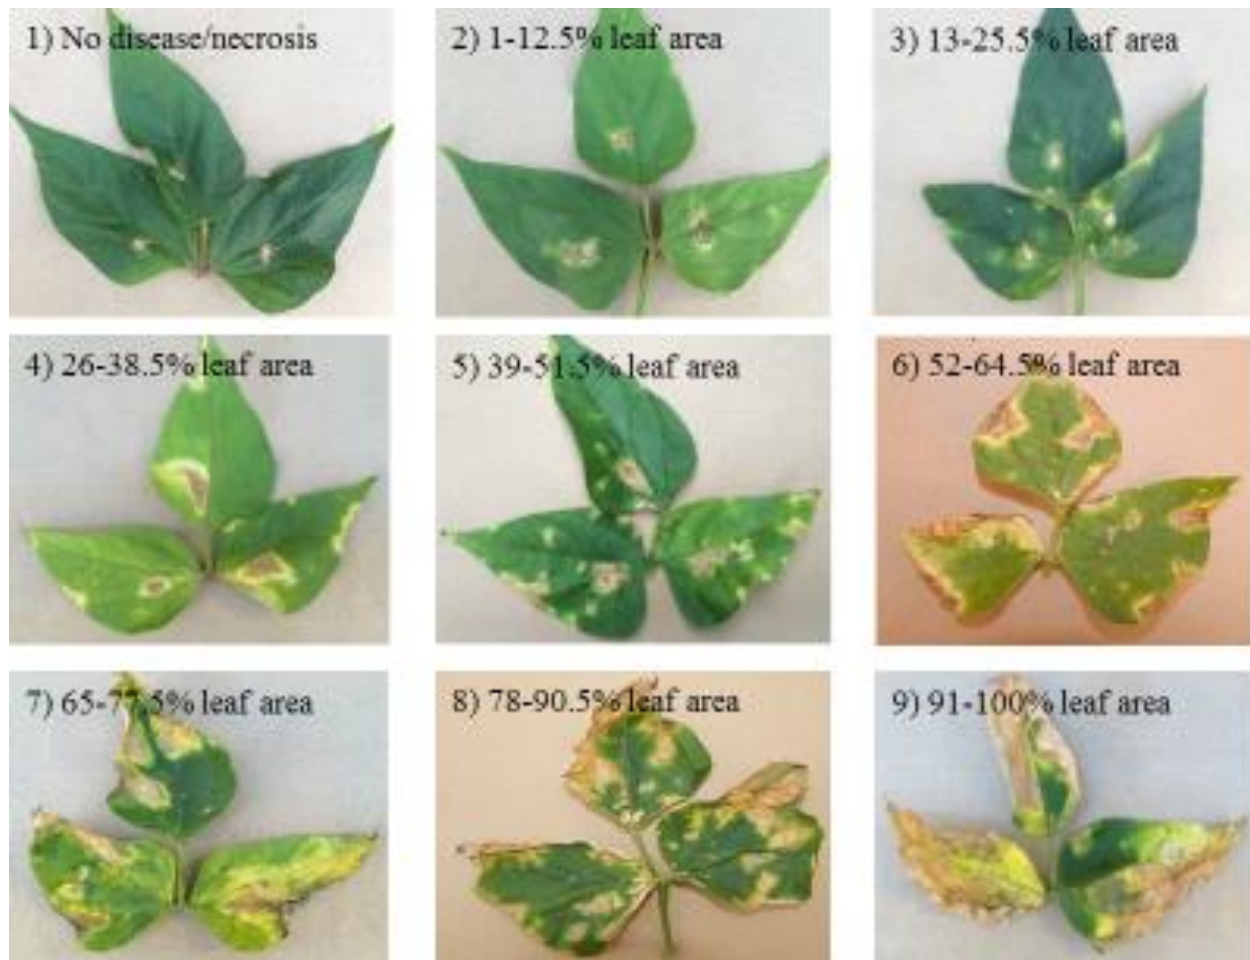 1) No disease/necrosis
2) 1-12.5% leaf area
3) 13-25.5% leaf area
4) 26-38.5% leaf area
5) 39-51.5% leaf area
6) 52-64.5% leaf area
7) 65-77.5% leaf area
8) 78-90.5% leaf area
9) 91-100% leaf area